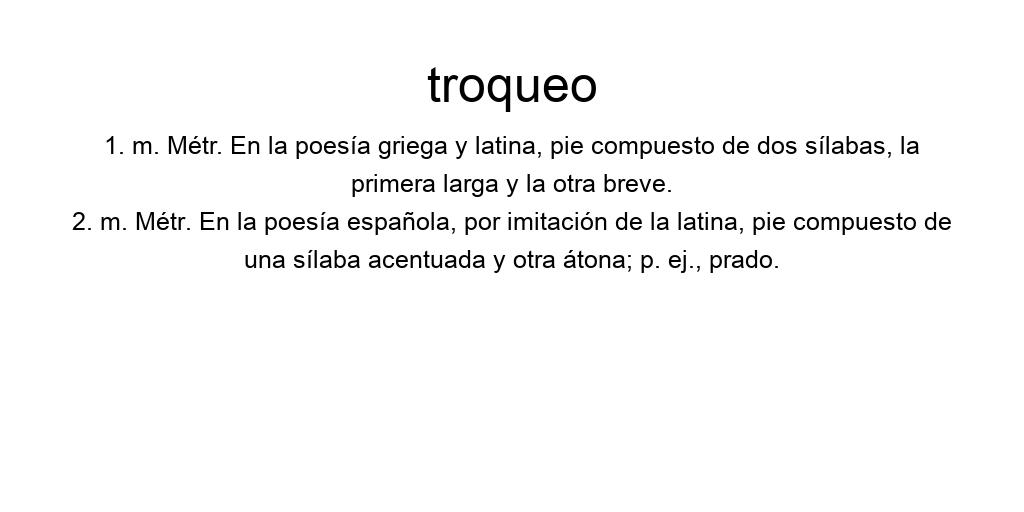 troqueo
1. m. Métr. En la poesía griega y latina, pie compuesto de dos sílabas, la
primera larga y la otra breve.
2. m. Métr. En la poesía española, por imitación de la latina, pie compuesto de
una sílaba acentuada y otra átona; p. ej., prado.